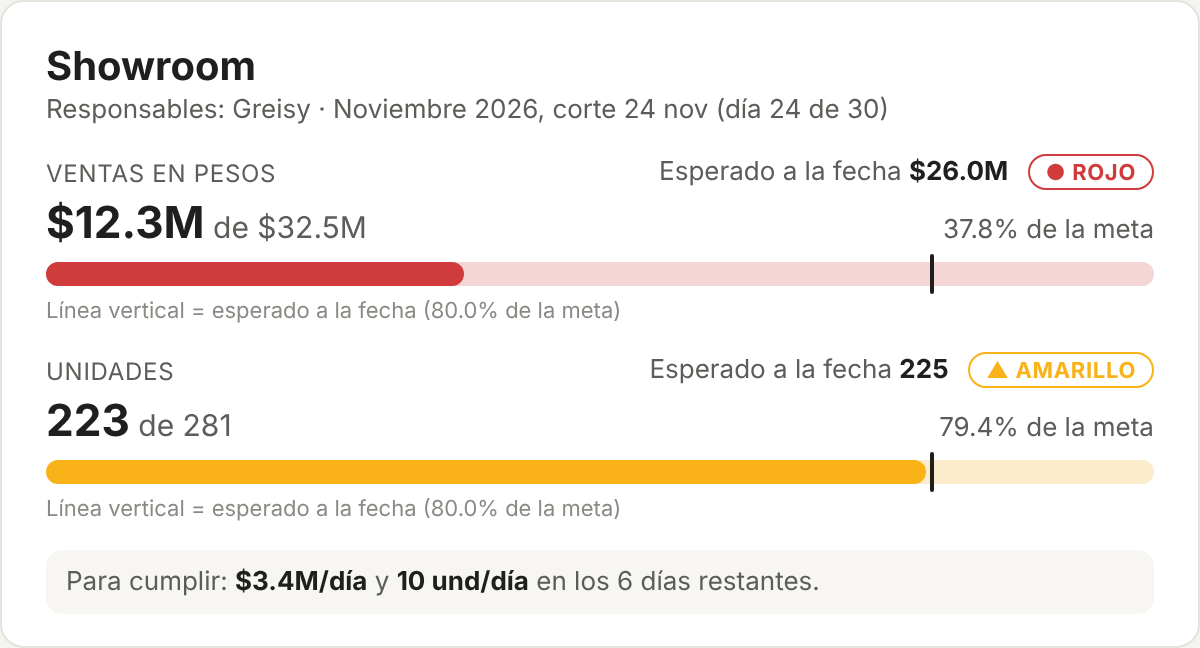 Showroom
Responsables: Greisy · Noviembre 2026, corte 24 nov (día 24 de 30)
VENTAS EN PESOS
Esperado a la fecha $26.0M
ROJO
$12.3M de $32.5M
37.8% de la meta
Línea vertical = esperado a la fecha (80.0% de la meta)
UNIDADES
Esperado a la fecha 225
AMARILLO
223 de 281
79.4% de la meta
Línea vertical = esperado a la fecha (80.0% de la meta)
Para cumplir: $3.4M/día y 10 und/día en los 6 días restantes.